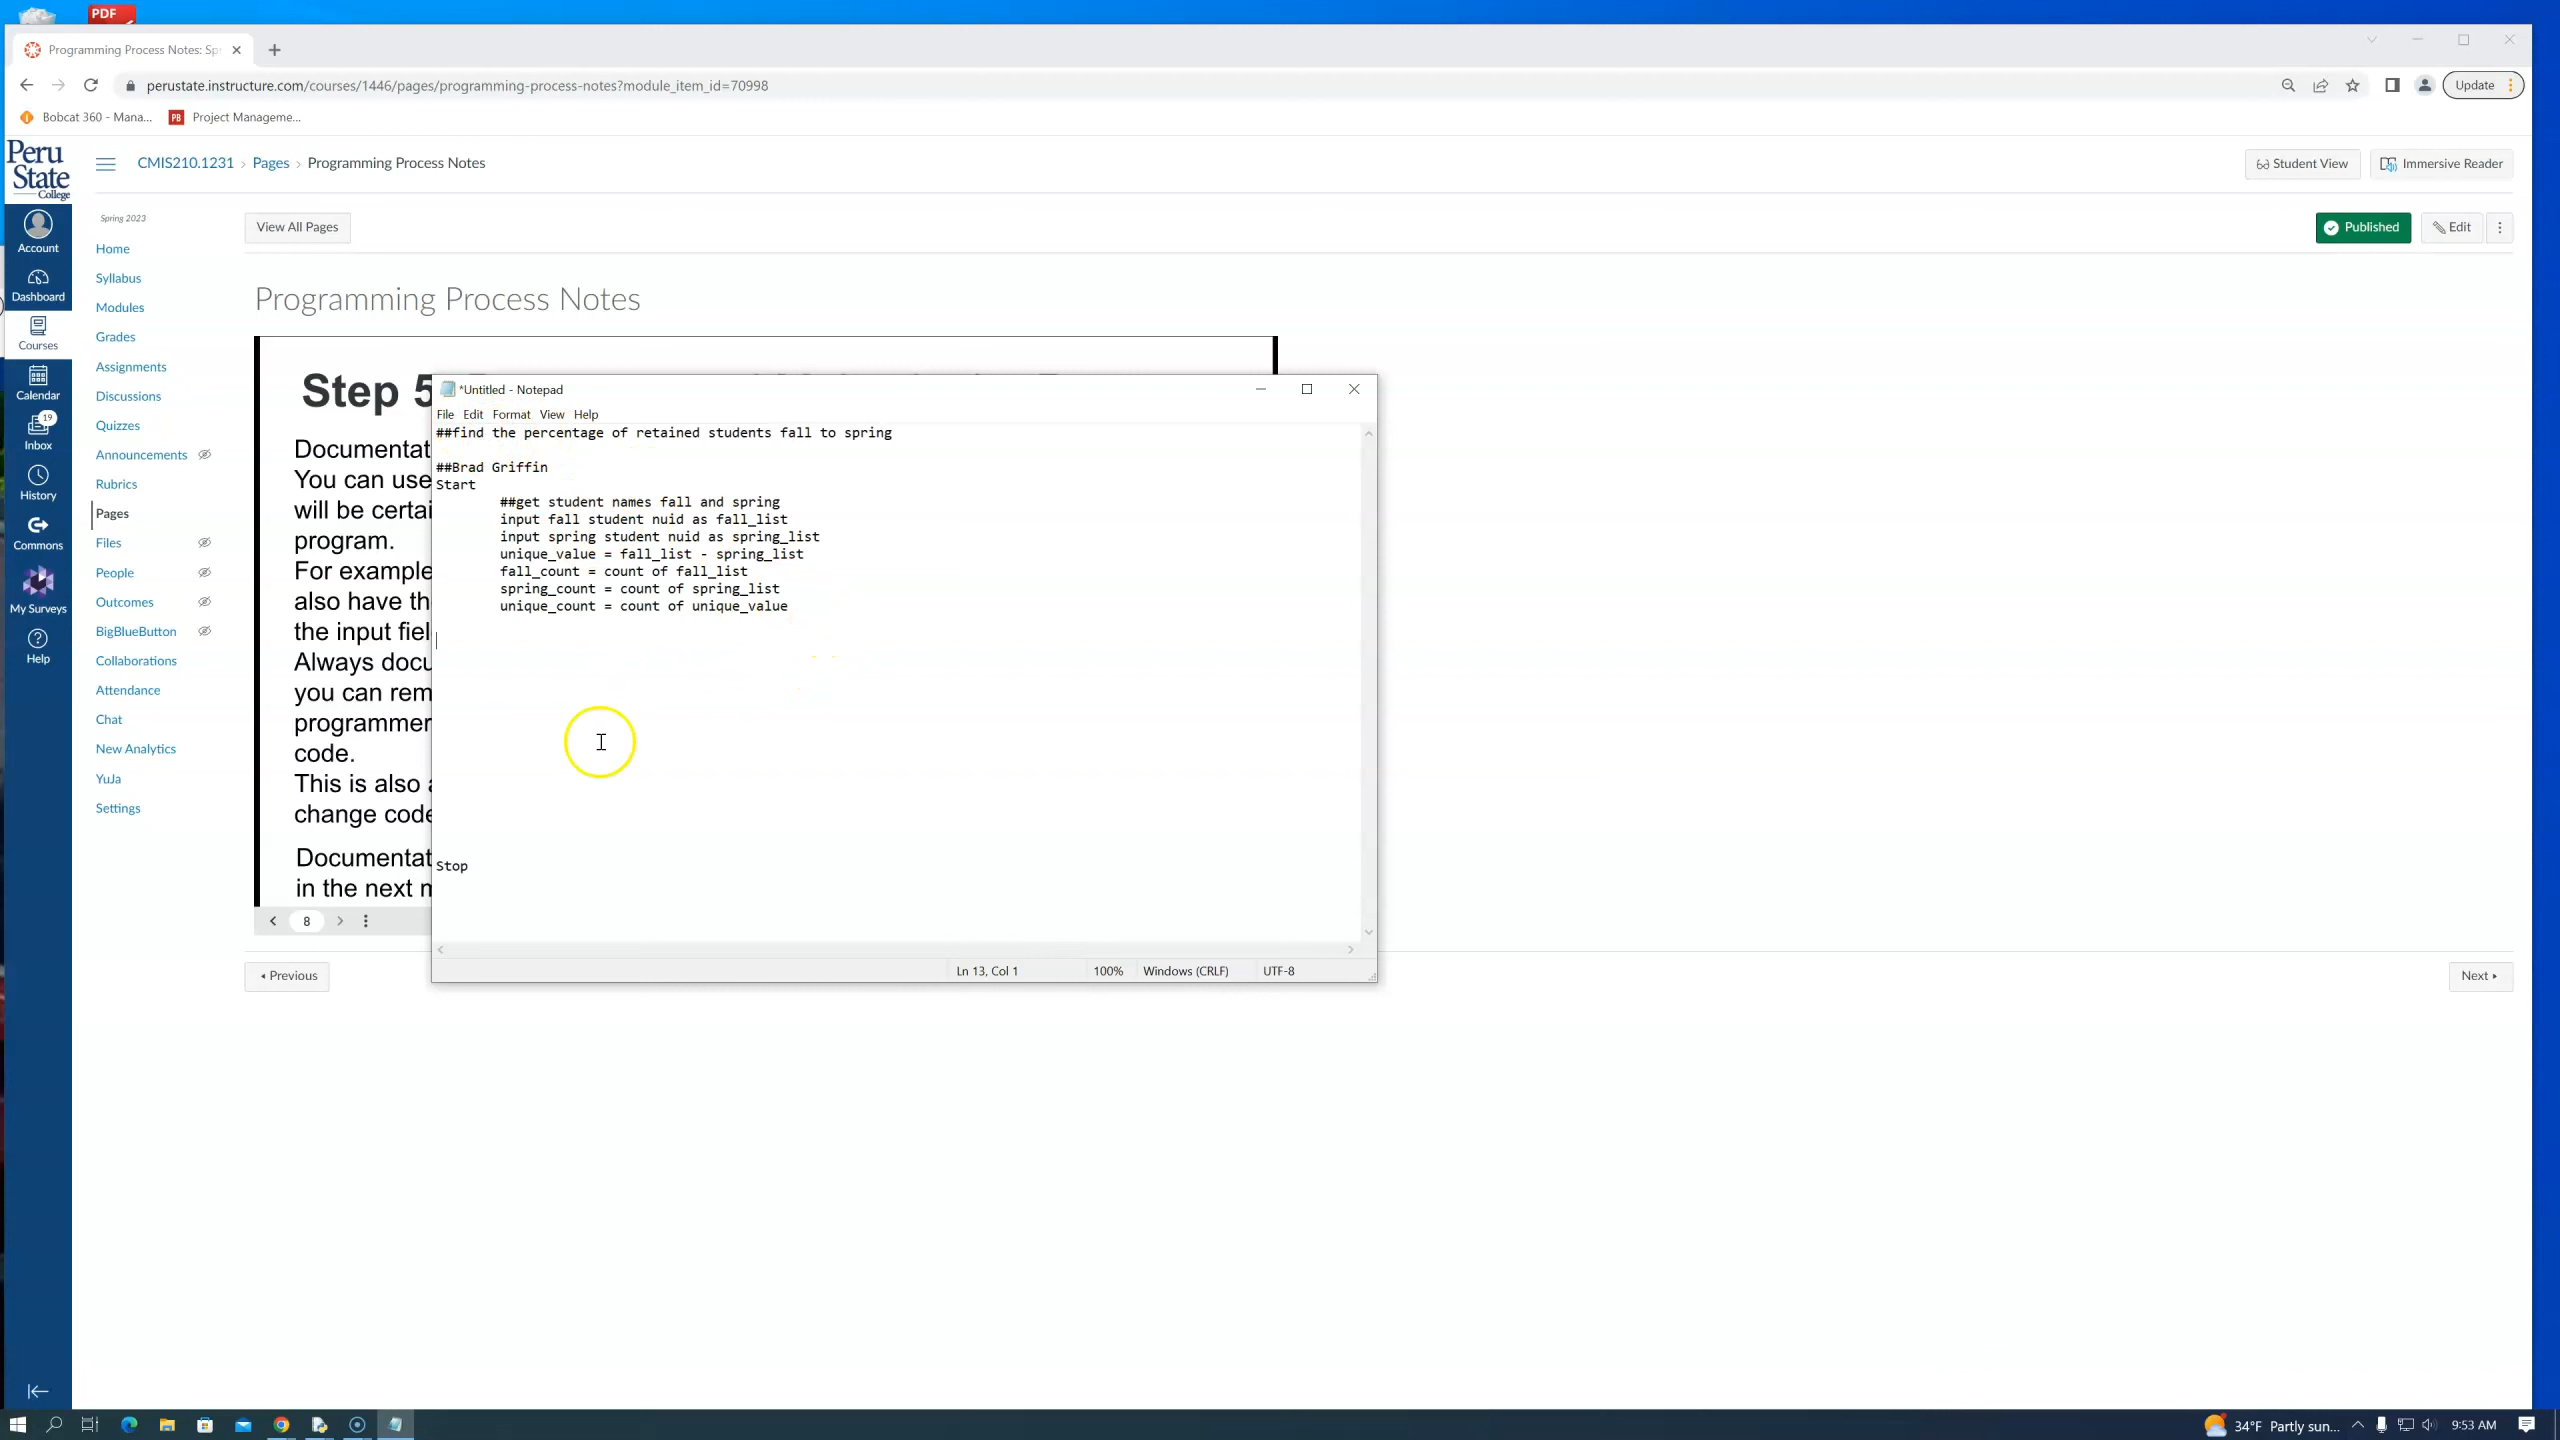 PDF
Programming Process Notes: Sp
perustate.instructure.com/courses/1446/pages/programming-process-notes?module_item_id=70998
Update
Bobcat 360 - Mana...
PB Project Manageme...
Peru State College
CMIS210.1231 › Pages › Programming Process Notes
Student View
Immersive Reader
Account
Dashboard
Courses
Calendar
19
Inbox
History
Commons
My Surveys
Help
Spring 2023
Home
Syllabus
Modules
Grades
Assignments
Discussions
Quizzes
Announcements
Rubrics
Pages
Files
People
Outcomes
BigBlueButton
Collaborations
Attendance
Chat
New Analytics
YuJa
Settings
View All Pages
Published
Edit
Programming Process Notes
Step 5
Documentat
You can use
will be certai
program.
For example
also have th
the input fiel
Always docu
you can rem
programmer
code.
This is also
change code
Documentat
in the next m
8
*Untitled - Notepad
File Edit Format View Help
##find the percentage of retained students fall to spring
##Brad Griffin
Start
##get student names fall and spring
input fall student nuid as fall_list
input spring student nuid as spring_list
unique_value = fall_list - spring_list
fall_count = count of fall_list
spring_count = count of spring_list
unique_count = count of unique_value
Stop
Ln 13, Col 1
100%
Windows (CRLF)
UTF-8
Previous
Next
34°F Partly sun...
9:53 AM